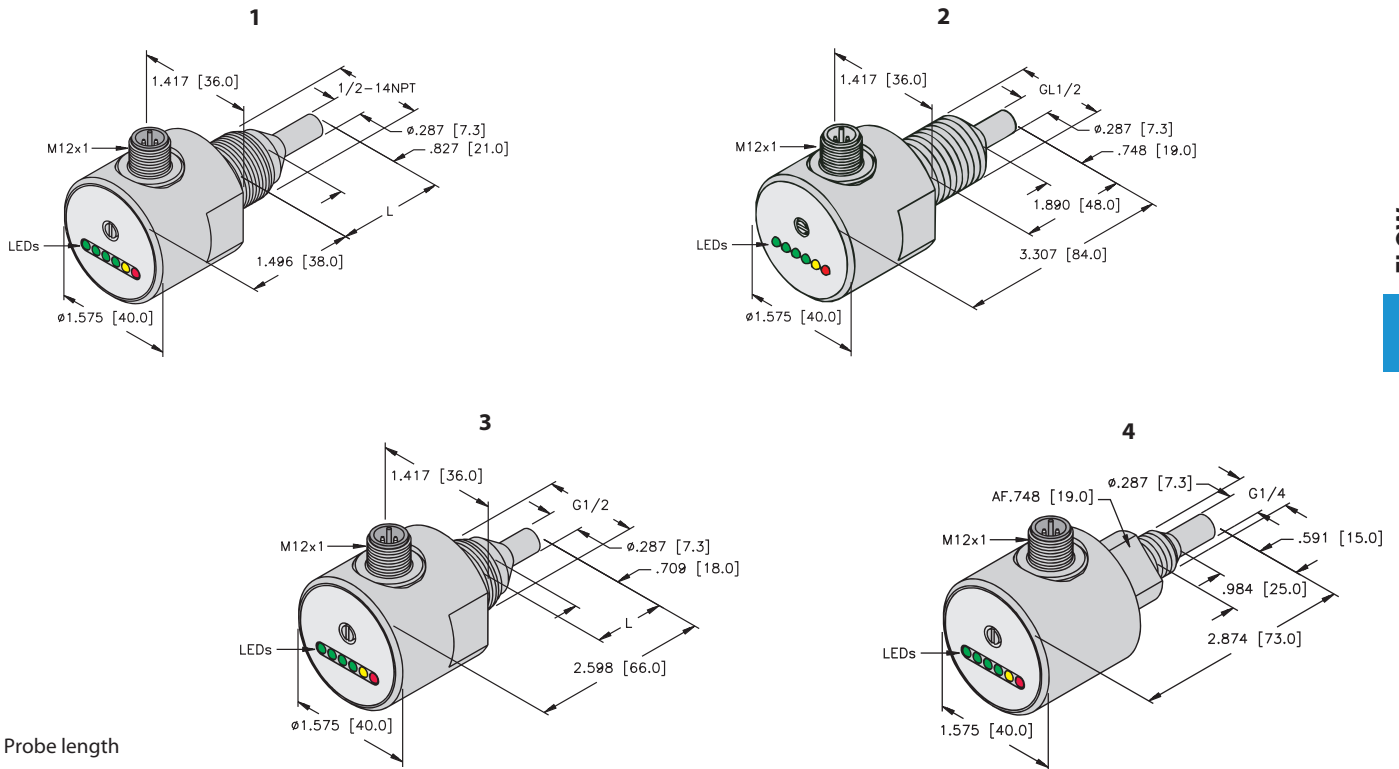 1
1.417 [36.0]
1/2-14NPT
ø.287 [7.3]
.827 [21.0]
M12x1
L
LEDs
1.496 [38.0]
ø1.575 [40.0]
2
1.417 [36.0]
GL1/2
ø.287 [7.3]
.748 [19.0]
M12x1
1.890 [48.0]
LEDs
3.307 [84.0]
ø1.575 [40.0]
3
1.417 [36.0]
G1/2
M12x1
ø.287 [7.3]
.709 [18.0]
L
LEDs
2.598 [66.0]
ø1.575 [40.0]
4
ø.287 [7.3]
AF.748 [19.0]
G1/4
M12x1
.591 [15.0]
.984 [25.0]
2.874 [73.0]
LEDs
1.575 [40.0]
Probe length